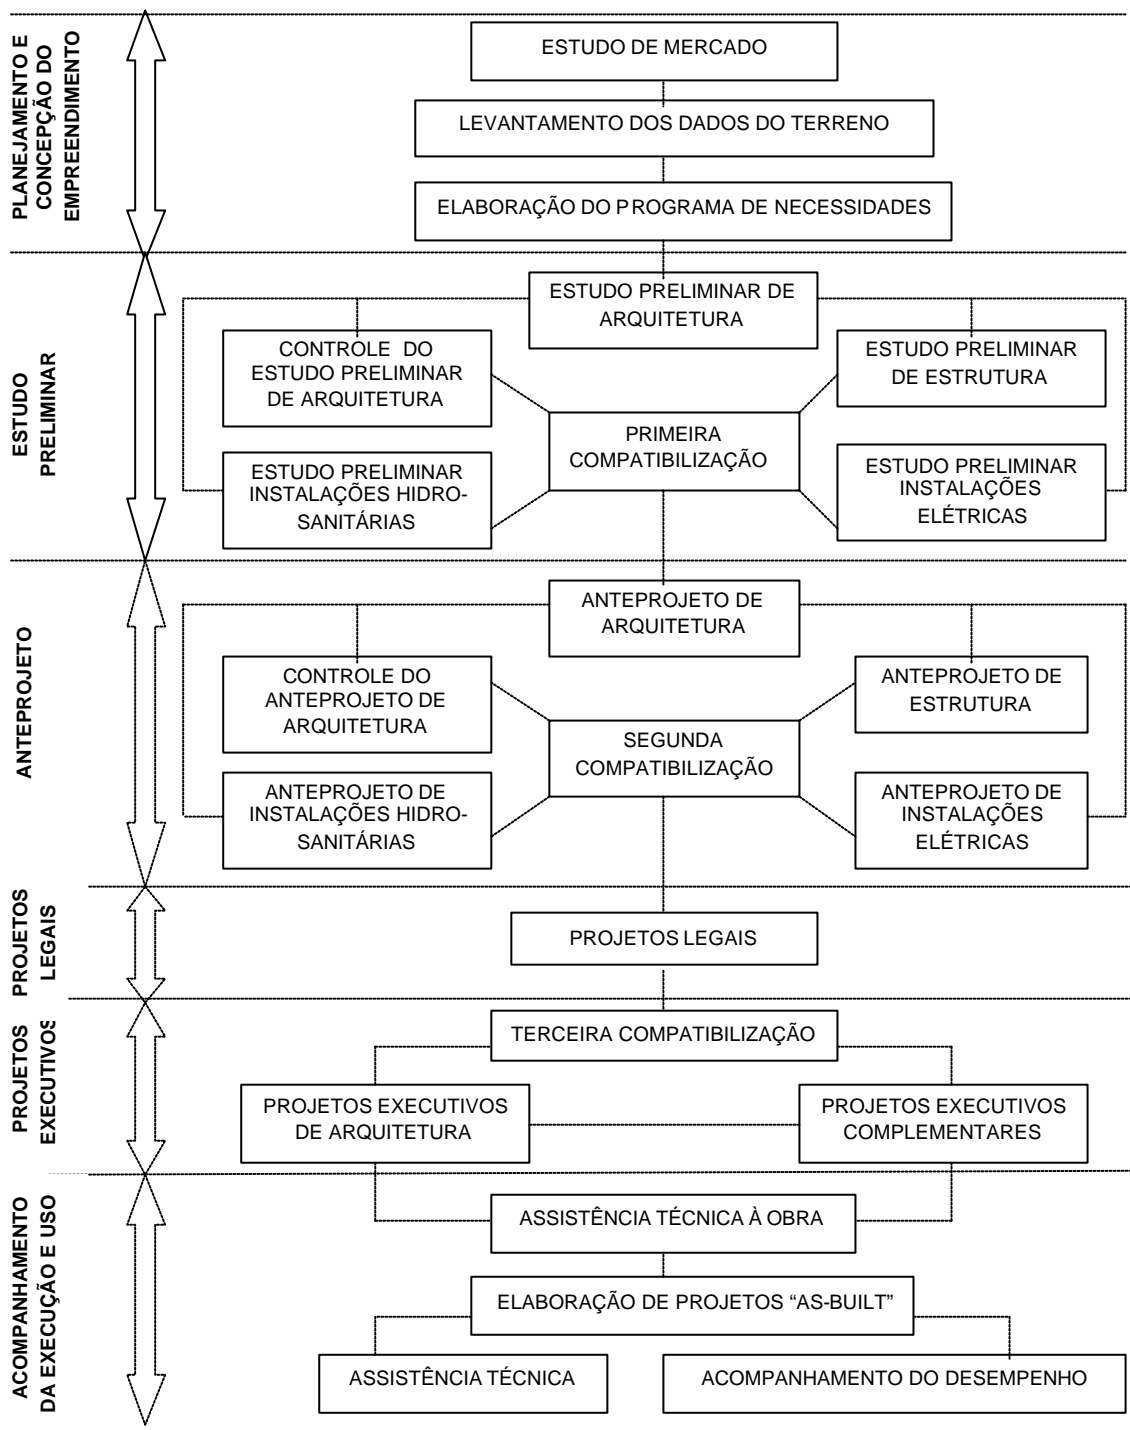 PLANEJAMENTO E
CONCEPÇÃO DO
EMPREENDIMENTO
ESTUDO DE MERCADO
LEVANTAMENTO DOS DADOS DO TERRENO
ELABORAÇÃO DO PROGRAMA DE NECESSIDADES
ESTUDO
PRELIMINAR
ESTUDO PRELIMINAR DE
ARQUITETURA
CONTROLE DO
ESTUDO PRELIMINAR
DE ARQUITETURA
ESTUDO PRELIMINAR
DE ESTRUTURA
PRIMEIRA
COMPATIBILIZAÇÃO
ESTUDO PRELIMINAR
INSTALAÇÕES HIDRO-
SANITÁRIAS
ESTUDO PRELIMINAR
INSTALAÇÕES
ELÉTRICAS
ANTEPROJETO
ANTEPROJETO DE
ARQUITETURA
CONTROLE DO
ANTEPROJETO DE
ARQUITETURA
ANTEPROJETO DE
ESTRUTURA
SEGUNDA
COMPATIBILIZAÇÃO
ANTEPROJETO DE
INSTALAÇÕES HIDRO-
SANITÁRIAS
ANTEPROJETO DE
INSTALAÇÕES
ELÉTRICAS
PROJETOS
LEGAIS
PROJETOS LEGAIS
PROJETOS
EXECUTIVOS
TERCEIRA COMPATIBILIZAÇÃO
PROJETOS EXECUTIVOS
DE ARQUITETURA
PROJETOS EXECUTIVOS
COMPLEMENTARES
ACOMPANHAMENTO
DA EXECUÇÃO E USO
ASSISTÊNCIA TÉCNICA À OBRA
ELABORAÇÃO DE PROJETOS “AS-BUILT”
ASSISTÊNCIA TÉCNICA
ACOMPANHAMENTO DO DESEMPENHO